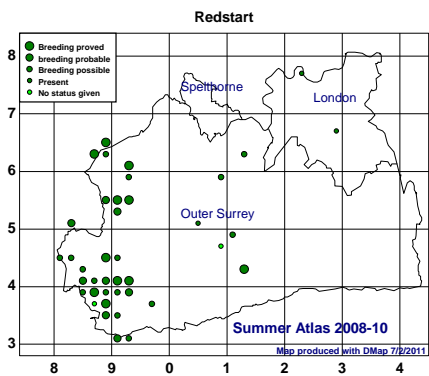 Redstart
Breeding proved
breeding probable
Breeding possible
Present
No status given
8
7
6
5
4
3
Spelthorne
London
Outer Surrey
Summer Atlas 2008-10
Map produced with DMap 7/2/2011
8 9 0 1 2 3 4